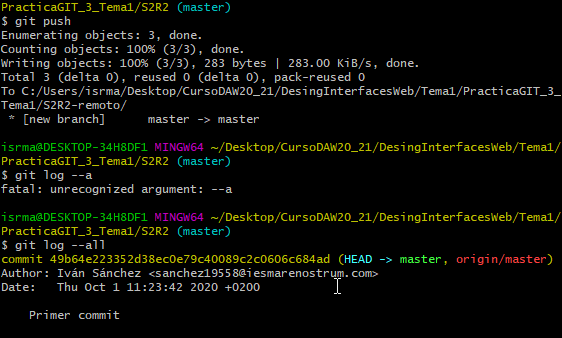 PracticaGIT_3_Tema1/S2R2 (master)
$ git push
Enumerating objects: 3, done.
Counting objects: 100% (3/3), done.
Writing objects: 100% (3/3), 283 bytes | 283.00 KiB/s, done.
Total 3 (delta 0), reused 0 (delta 0), pack-reused 0
To C:/Users/isrma/Desktop/CursoDAW20_21/DesingInterfacesWeb/Tema1/PracticaGIT_3_
Tema1/S2R2-remoto/
* [new branch] master -> master
isrma@DESKTOP-34H8DF1 MINGW64 ~/Desktop/CursoDAW20_21/DesingInterfacesWeb/Tema1/
PracticaGIT_3_Tema1/S2R2 (master)
$ git log --a
fatal: unrecognized argument: --a
isrma@DESKTOP-34H8DF1 MINGW64 ~/Desktop/CursoDAW20_21/DesingInterfacesWeb/Tema1/
PracticaGIT_3_Tema1/S2R2 (master)
$ git log --all
commit 49b64e223352d38ec0e79c40089c2c0606c684ad (HEAD -> master, origin/master)
Author: Iván Sánchez <sanchez19558@iesmarenostrum.com>
Date: Thu Oct 1 11:23:42 2020 +0200
Primer commit